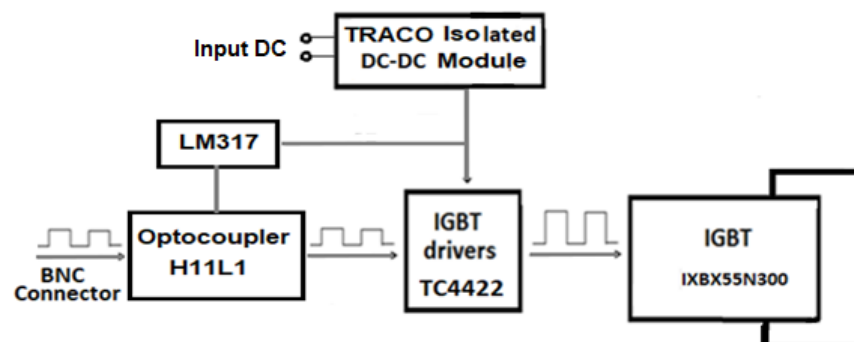 Input DC
TRACO Isolated
DC-DC Module
LM317
BNC
Connector
Optocoupler
H11L1
IGBT
drivers
TC4422
IGBT
IXBX55N300